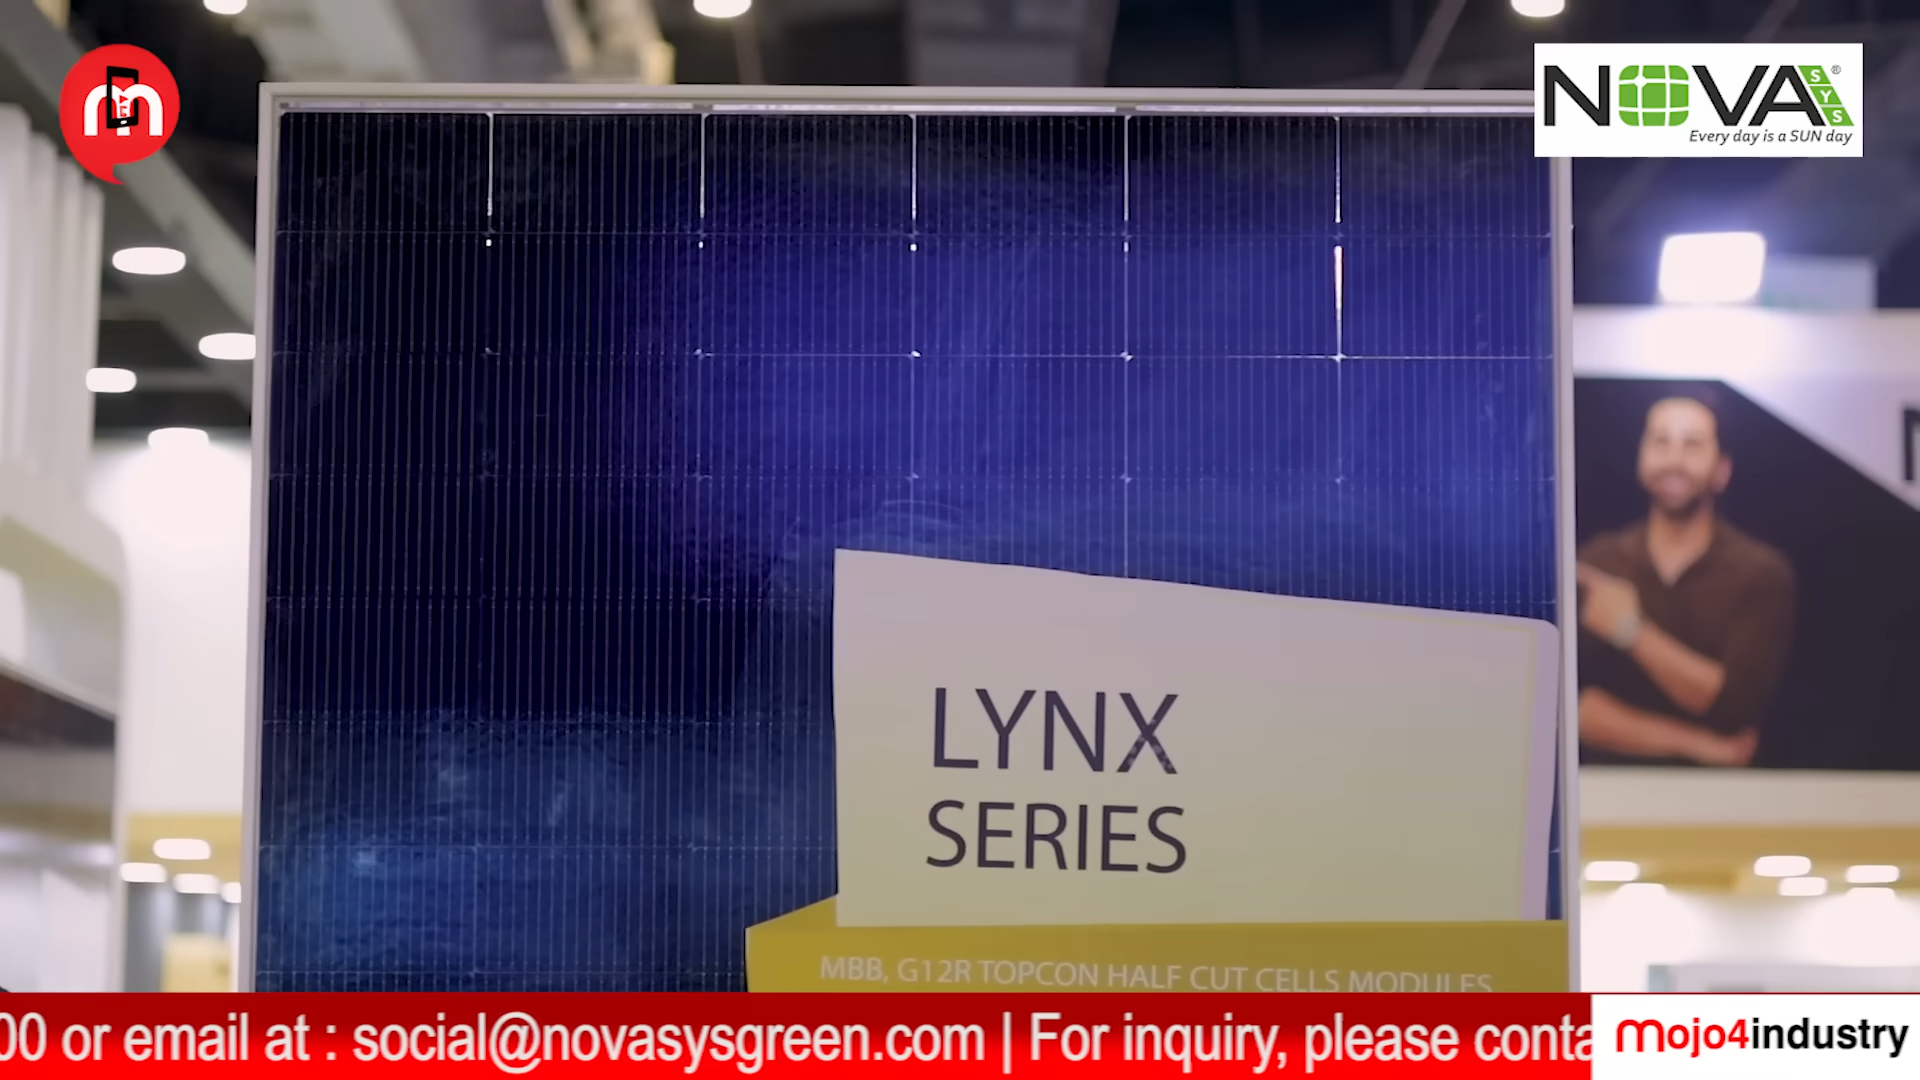 NOVA SYS®
Every day is a SUN day
LYNX
SERIES
MBB, G12R TOPCON HALF CUT CELLS MODULES
00 or email at : social@novasysgreen.com | For inquiry, please conta
mojo4industry